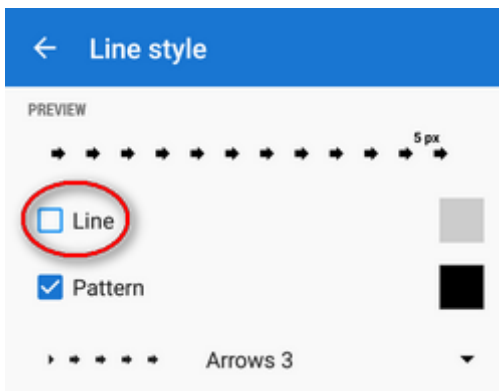 Line style
PREVIEW
5 px
Line
Pattern
Arrows 3